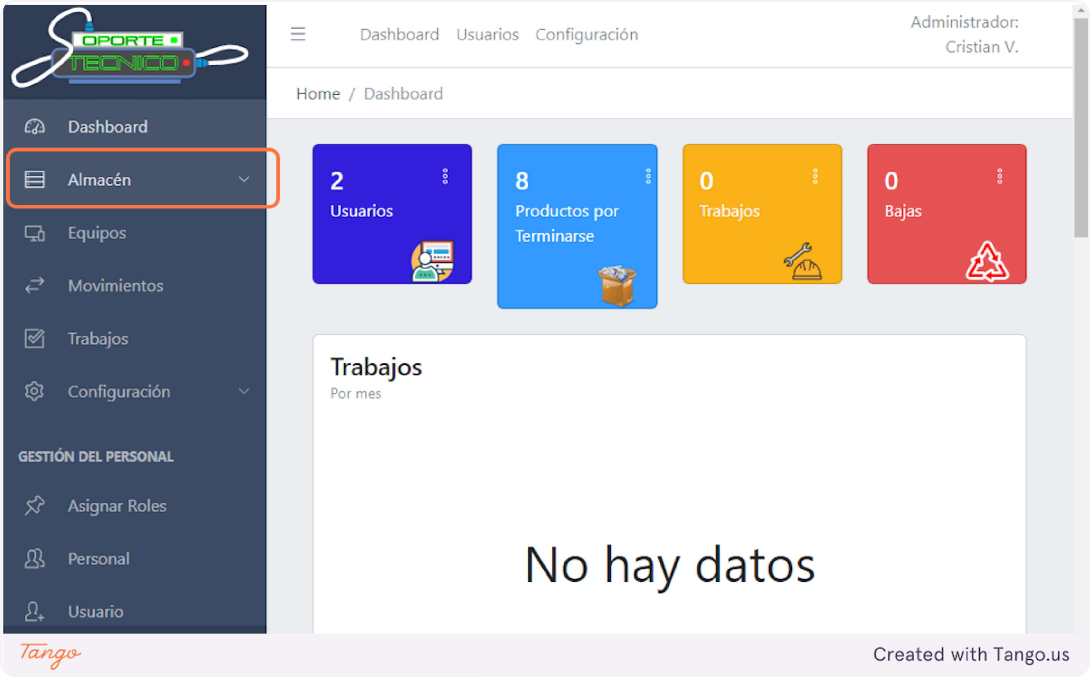 SOPORTE
TECNICO
Dashboard
Almacén
Equipos
Movimientos
Trabajos
Configuración
GESTIÓN DEL PERSONAL
Asignar Roles
Personal
Usuario
Dashboard Usuarios Configuración
Administrador:
Cristian V.
Home / Dashboard
2
Usuarios
8
Productos por
Terminarse
0
Trabajos
0
Bajas
Trabajos
Por mes
No hay datos
Tango
Created with Tango.us